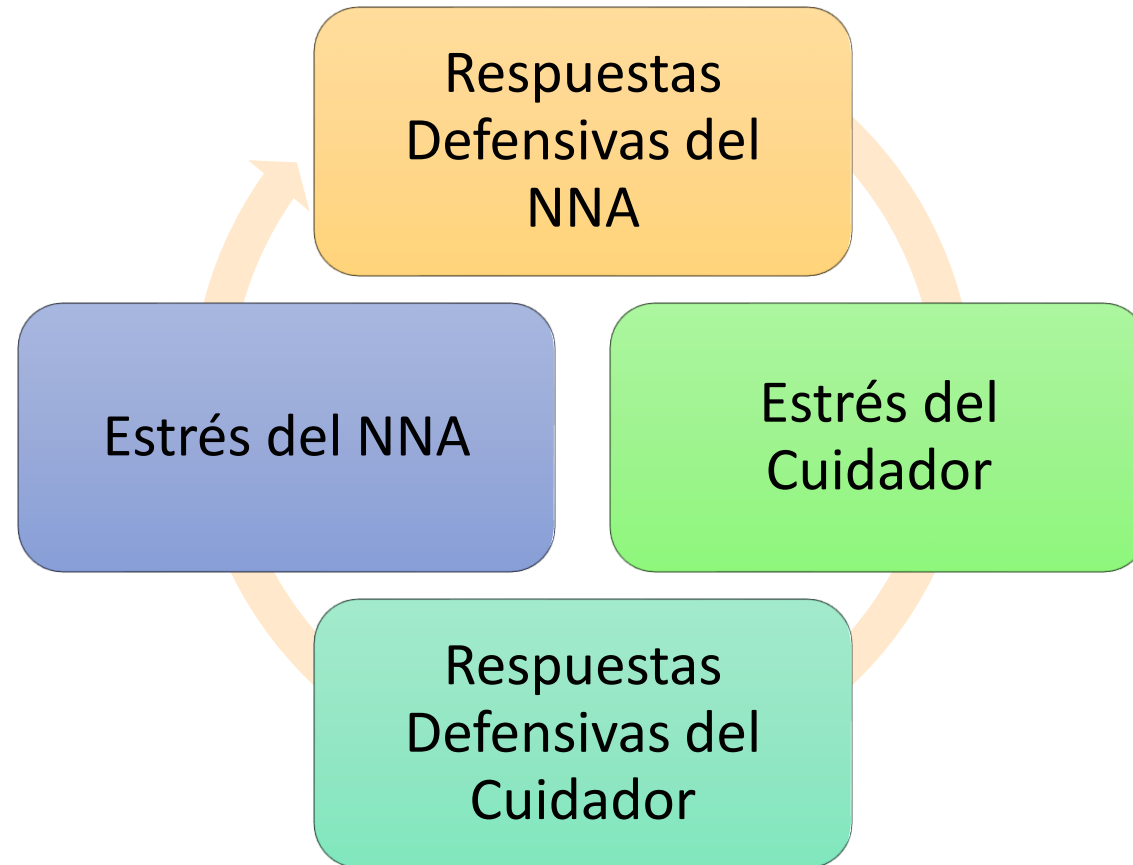 Respuestas
Defensivas del
NNA
Estrés del NNA
Estrés del
Cuidador
Respuestas
Defensivas del
Cuidador